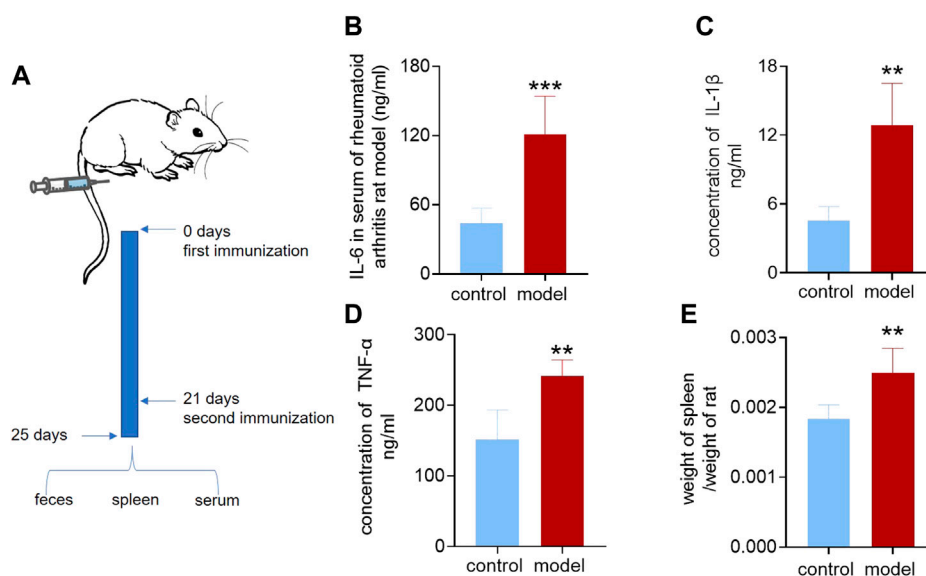 A
0 days
first immunization
21 days
second immunization
25 days
feces spleen serum
B
IL-6 in serum of rheumatoid
arthritis rat model (ng/ml)
180
120
60
0
***
control model
C
concentration of IL-1β
ng/ml
18
12
6
0
**
control model
D
concentration of TNF-α
ng/ml
300
200
100
0
**
control model
E
weight of spleen
/weight of rat
0.003
0.002
0.001
0.000
**
control model